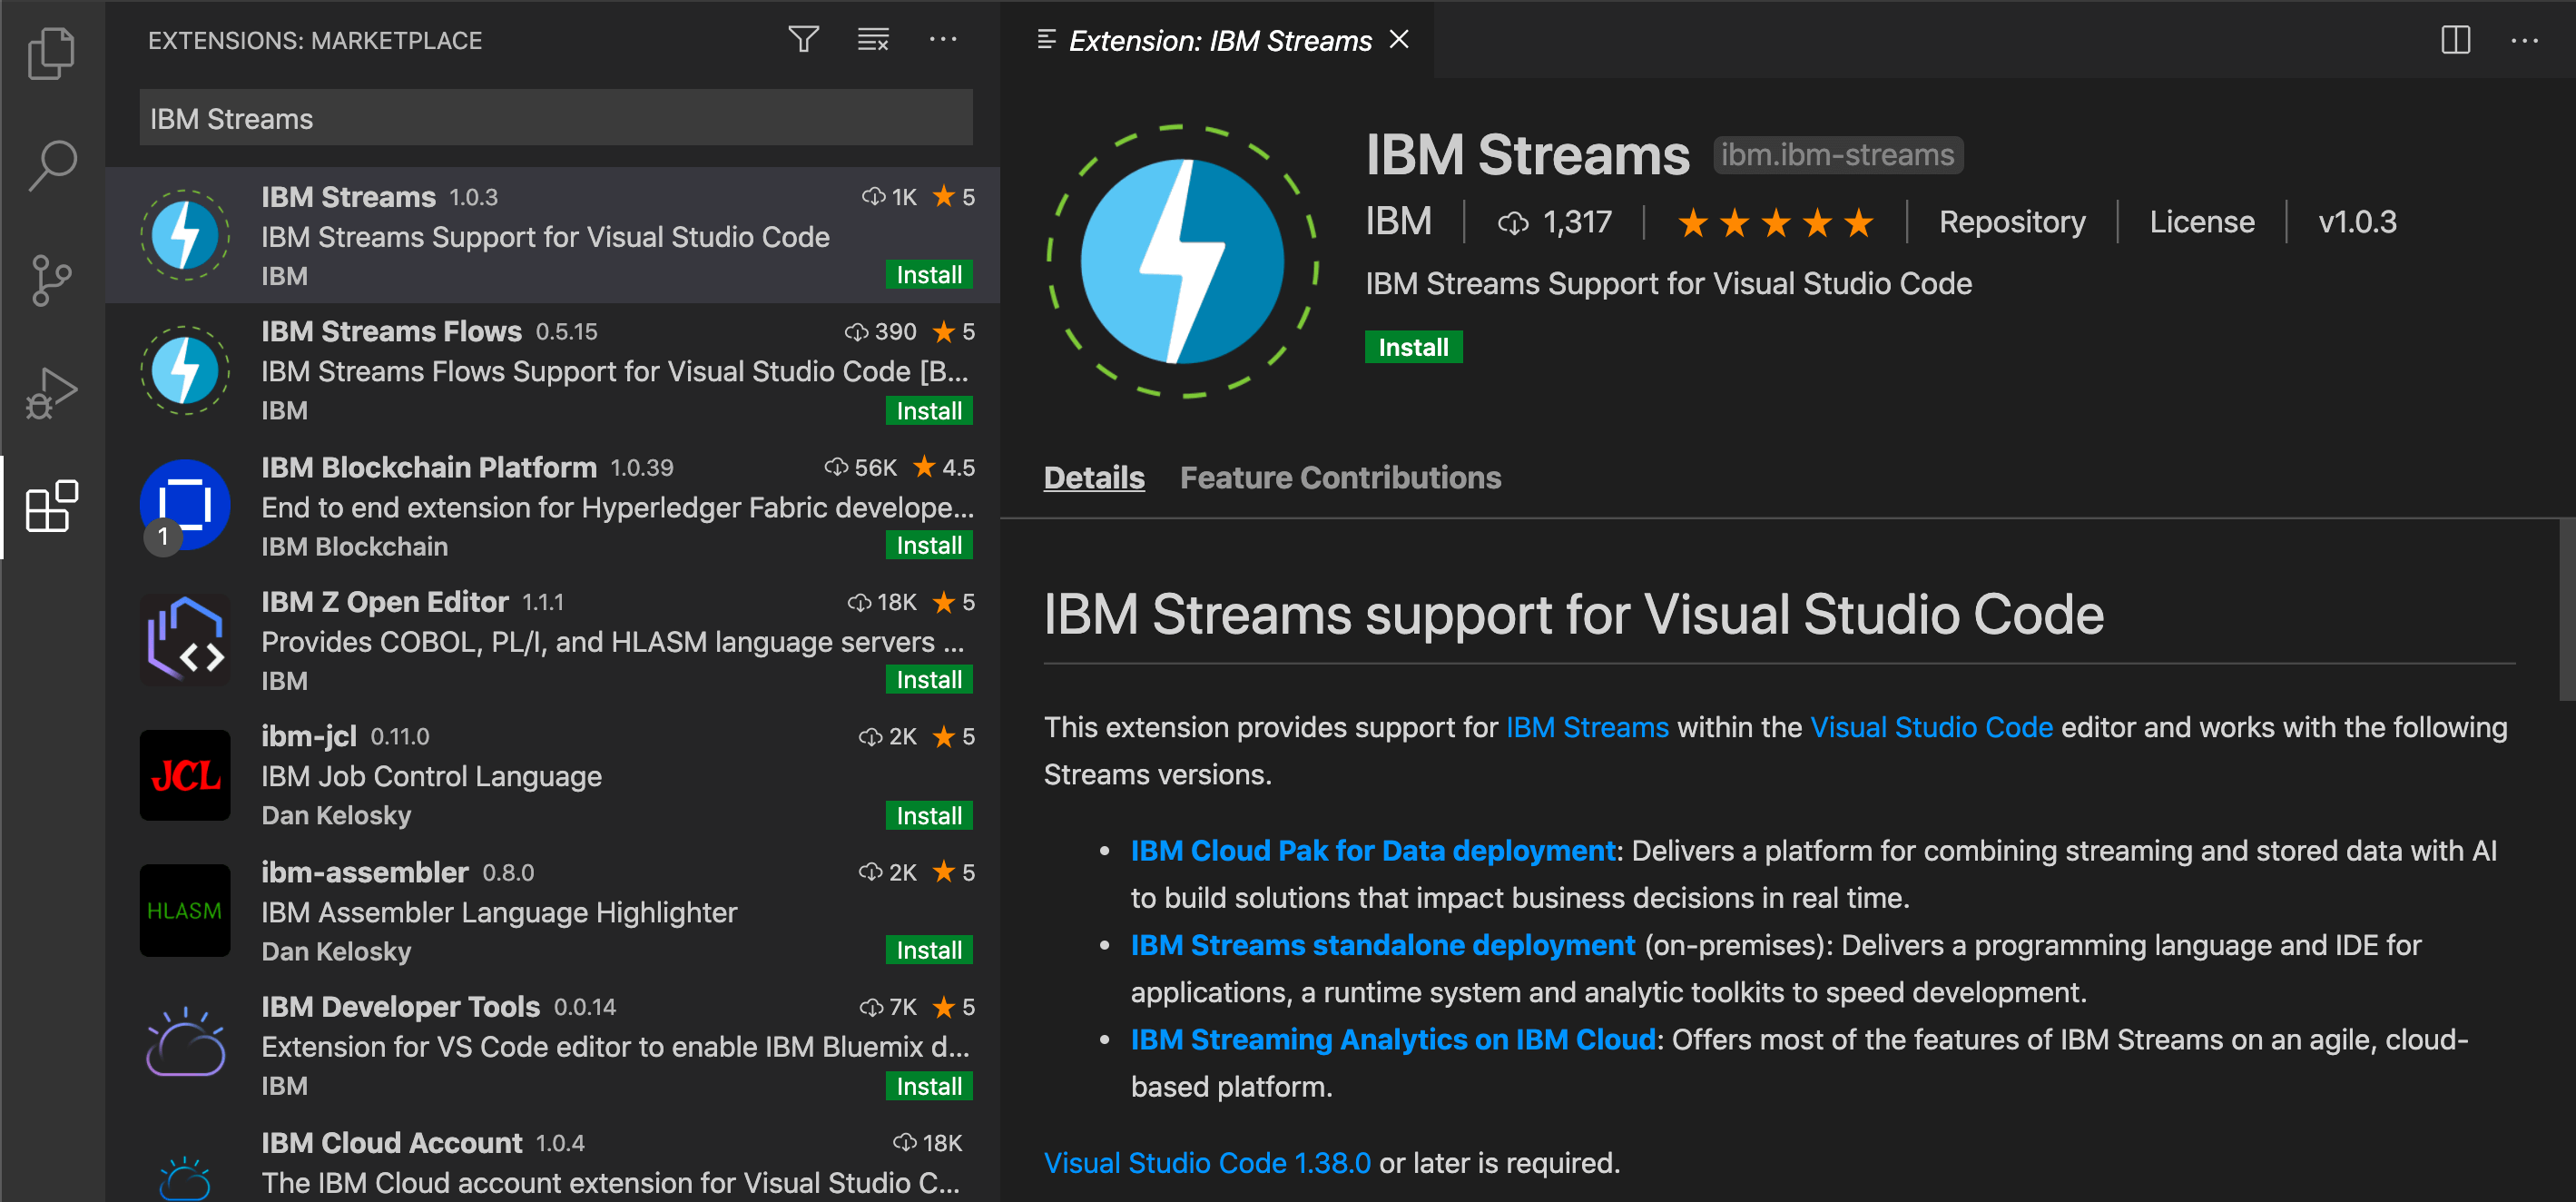 EXTENSIONS: MARKETPLACE
IBM Streams
IBM Streams 1.0.3 1K 5
IBM Streams Support for Visual Studio Code
IBM Install
IBM Streams Flows 0.5.15 390 5
IBM Streams Flows Support for Visual Studio Code [B...
IBM Install
IBM Blockchain Platform 1.0.39 56K 4.5
End to end extension for Hyperledger Fabric develope...
1
IBM Blockchain Install
IBM Z Open Editor 1.1.1 18K 5
Provides COBOL, PL/I, and HLASM language servers ...
IBM Install
ibm-jcl 0.11.0 2K 5
JCL
IBM Job Control Language
Dan Kelosky Install
ibm-assembler 0.8.0 2K 5
HLASM
IBM Assembler Language Highlighter
Dan Kelosky Install
IBM Developer Tools 0.0.14 7K 5
Extension for VS Code editor to enable IBM Bluemix d...
IBM Install
IBM Cloud Account 1.0.4 18K
The IBM Cloud account extension for Visual Studio C...
Extension: IBM Streams
IBM Streams ibm.ibm-streams
IBM 1,317 Repository License v1.0.3
IBM Streams Support for Visual Studio Code
Install
Details Feature Contributions
IBM Streams support for Visual Studio Code
This extension provides support for IBM Streams within the Visual Studio Code editor and works with the following
Streams versions.
• IBM Cloud Pak for Data deployment: Delivers a platform for combining streaming and stored data with AI
to build solutions that impact business decisions in real time.
• IBM Streams standalone deployment (on-premises): Delivers a programming language and IDE for
applications, a runtime system and analytic toolkits to speed development.
• IBM Streaming Analytics on IBM Cloud: Offers most of the features of IBM Streams on an agile, cloud-
based platform.
Visual Studio Code 1.38.0 or later is required.